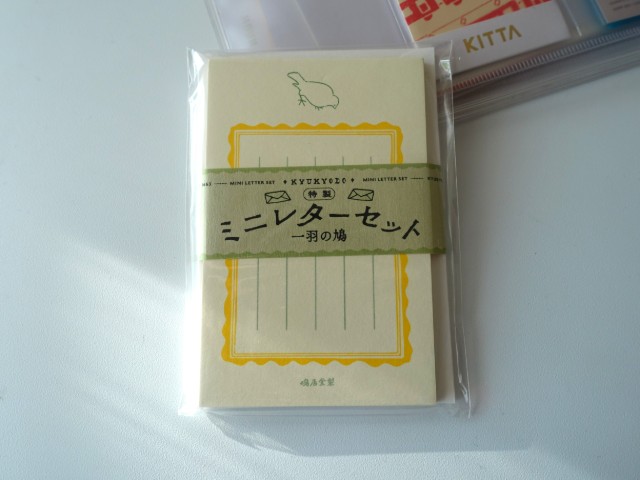 KITTA
MINI LETTER SET ♦ KYUKYODO ♦ MINI LETTER SET
特製
ミニレターセット
一羽の鳩
鳩居堂製